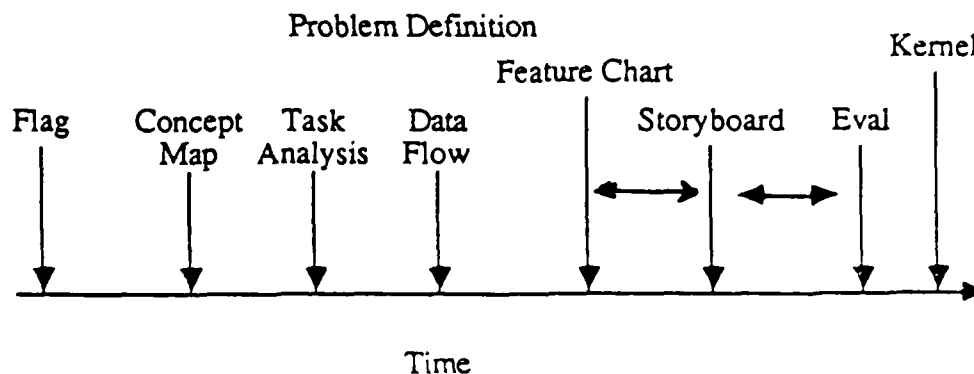 Problem Definition
Kernel
Feature Chart
Flag
Concept
Map
Task
Analysis
Data
Flow
Storyboard
Eval
Time